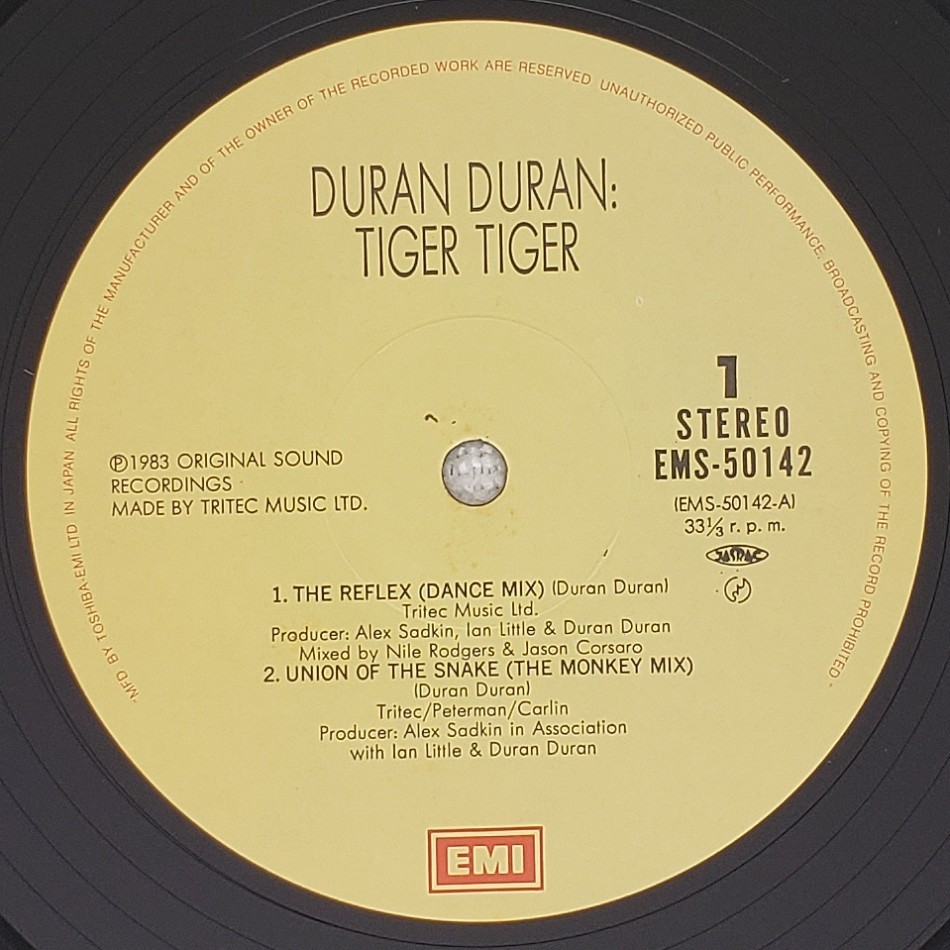 "MFD BY TOSHIBA-EMI LTD IN JAPAN ALL RIGHTS OF THE MANUFACTURER AND OF THE OWNER OF THE RECORDED WORK ARE RESERVED UNAUTHORIZED PUBLIC PERFORMANCE, BROADCASTING AND COPYING OF THE RECORD PROHIBITED"
DURAN DURAN:
TIGER TIGER
1
STEREO
EMS-50142
(EMS-50142-A)
33⅓ r. p. m.
JASRAC
℗1983 ORIGINAL SOUND
RECORDINGS
MADE BY TRITEC MUSIC LTD.
1. THE REFLEX (DANCE MIX) (Duran Duran)
Tritec Music Ltd.
Producer: Alex Sadkin, Ian Little & Duran Duran
Mixed by Nile Rodgers & Jason Corsaro
2. UNION OF THE SNAKE (THE MONKEY MIX)
(Duran Duran)
Tritec/Peterman/Carlin
Producer: Alex Sadkin in Association
with Ian Little & Duran Duran
EMI